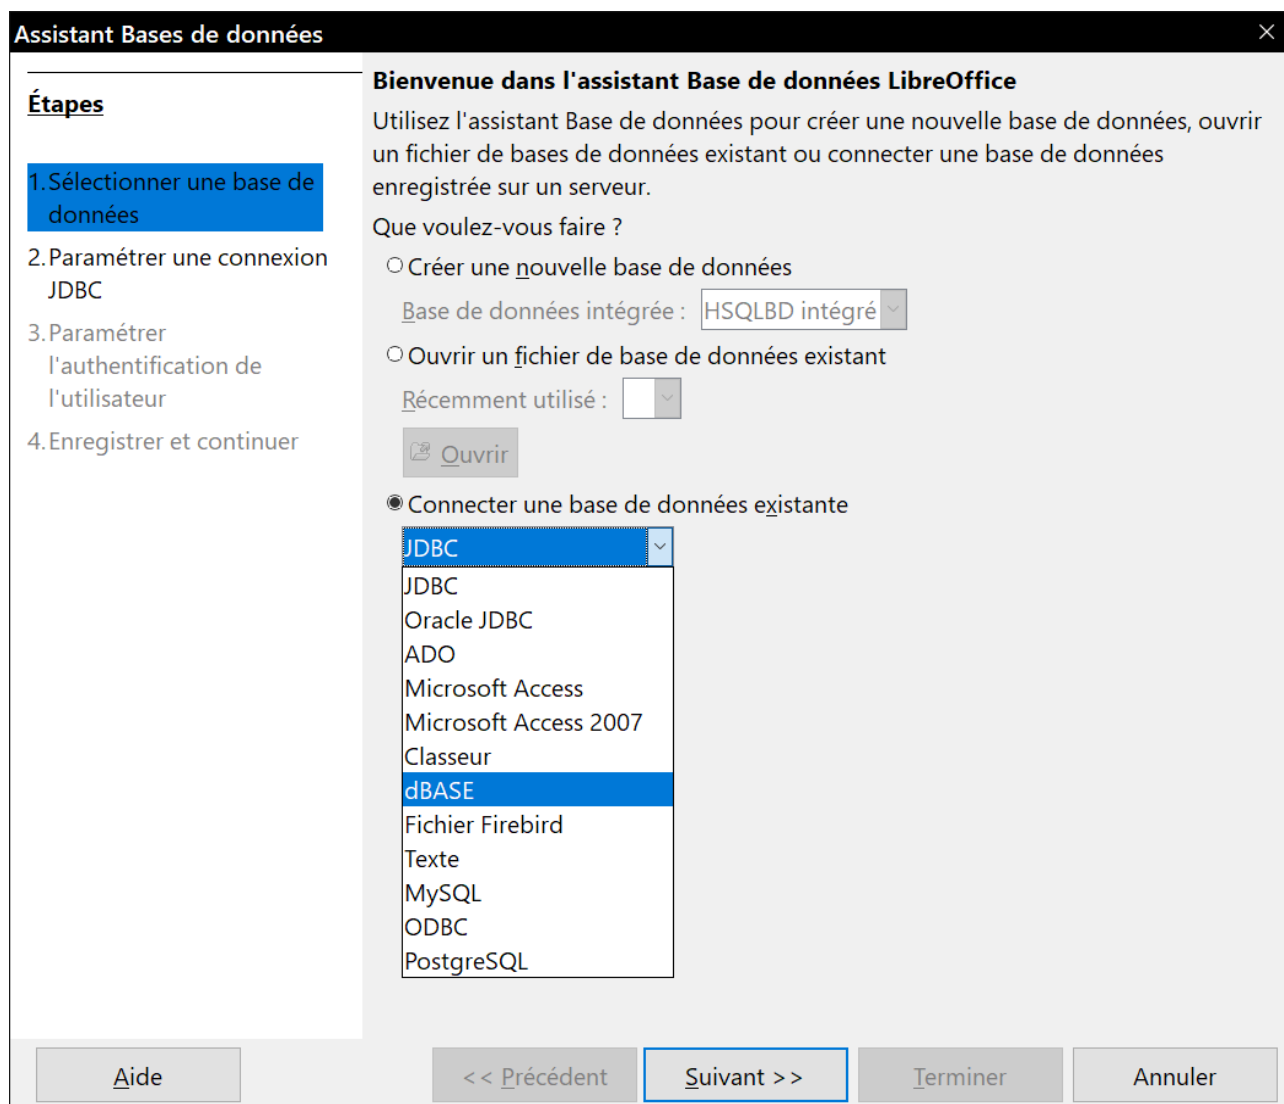 Assistant Bases de données
Étapes
1. Sélectionner une base de
données
2. Paramétrer une connexion
JDBC
3. Paramétrer
l'authentification de
l'utilisateur
4. Enregistrer et continuer
Bienvenue dans l'assistant Base de données LibreOffice
Utilisez l'assistant Base de données pour créer une nouvelle base de données, ouvrir
un fichier de bases de données existant ou connecter une base de données
enregistrée sur un serveur.
Que voulez-vous faire ?
Créer une nouvelle base de données
Base de données intégrée : HSQLBD intégré
Ouvrir un fichier de base de données existant
Récemment utilisé :
Ouvrir
Connecter une base de données existante
JDBC
JDBC
Oracle JDBC
ADO
Microsoft Access
Microsoft Access 2007
Classeur
dBASE
Fichier Firebird
Texte
MySQL
ODBC
PostgreSQL
Aide << Précédent Suivant >> Terminer Annuler